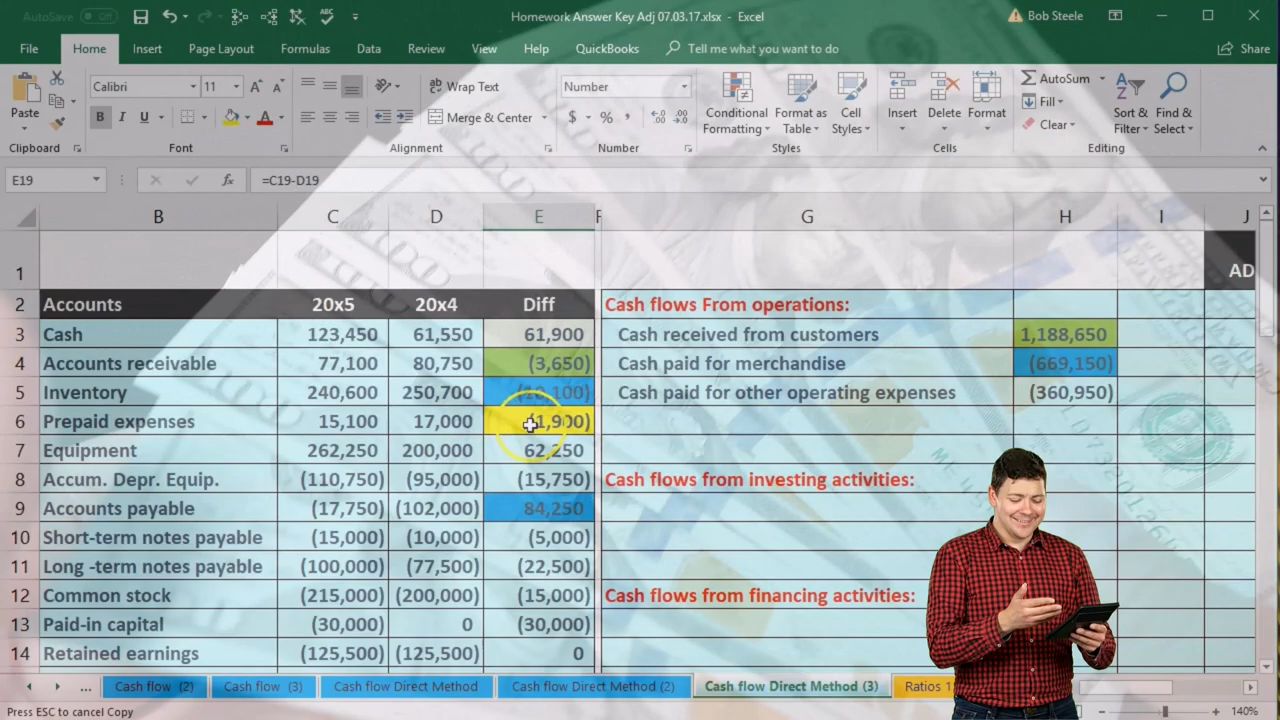 AutoSave Off Homework Answer Key Adj 07.03.17.xlsx - Excel Bob Steele
File Home Insert Page Layout Formulas Data Review View Help QuickBooks Tell me what you want to do Share
Paste Calibri 11 Wrap Text Number Conditional Formatting Format as Table Cell Styles Insert Delete Format AutoSum Sort & Filter Find & Select
B I U Merge & Center $ % , Fill
Clear
Clipboard Font Alignment Number Styles Cells Editing
E19 fx =C19-D19
B C D E F G H I J
1 AD
2 Accounts 20x5 20x4 Diff Cash flows From operations:
3 Cash 123,450 61,550 61,900 Cash received from customers 1,188,650
4 Accounts receivable 77,100 80,750 (3,650) Cash paid for merchandise (669,150)
5 Inventory 240,600 250,700 (10,100) Cash paid for other operating expenses (360,950)
6 Prepaid expenses 15,100 17,000 (1,900)
7 Equipment 262,250 200,000 62,250
8 Accum. Depr. Equip. (110,750) (95,000) (15,750) Cash flows from investing activities:
9 Accounts payable (17,750) (102,000) 84,250
10 Short-term notes payable (15,000) (10,000) (5,000)
11 Long -term notes payable (100,000) (77,500) (22,500)
12 Common stock (215,000) (200,000) (15,000) Cash flows from financing activities:
13 Paid-in capital (30,000) 0 (30,000)
14 Retained earnings (125,500) (125,500) 0
... Cash flow (2) Cash flow (3) Cash flow Direct Method Cash flow Direct Method (2) Cash flow Direct Method (3) Ratios 1
Press ESC to cancel Copy 140%